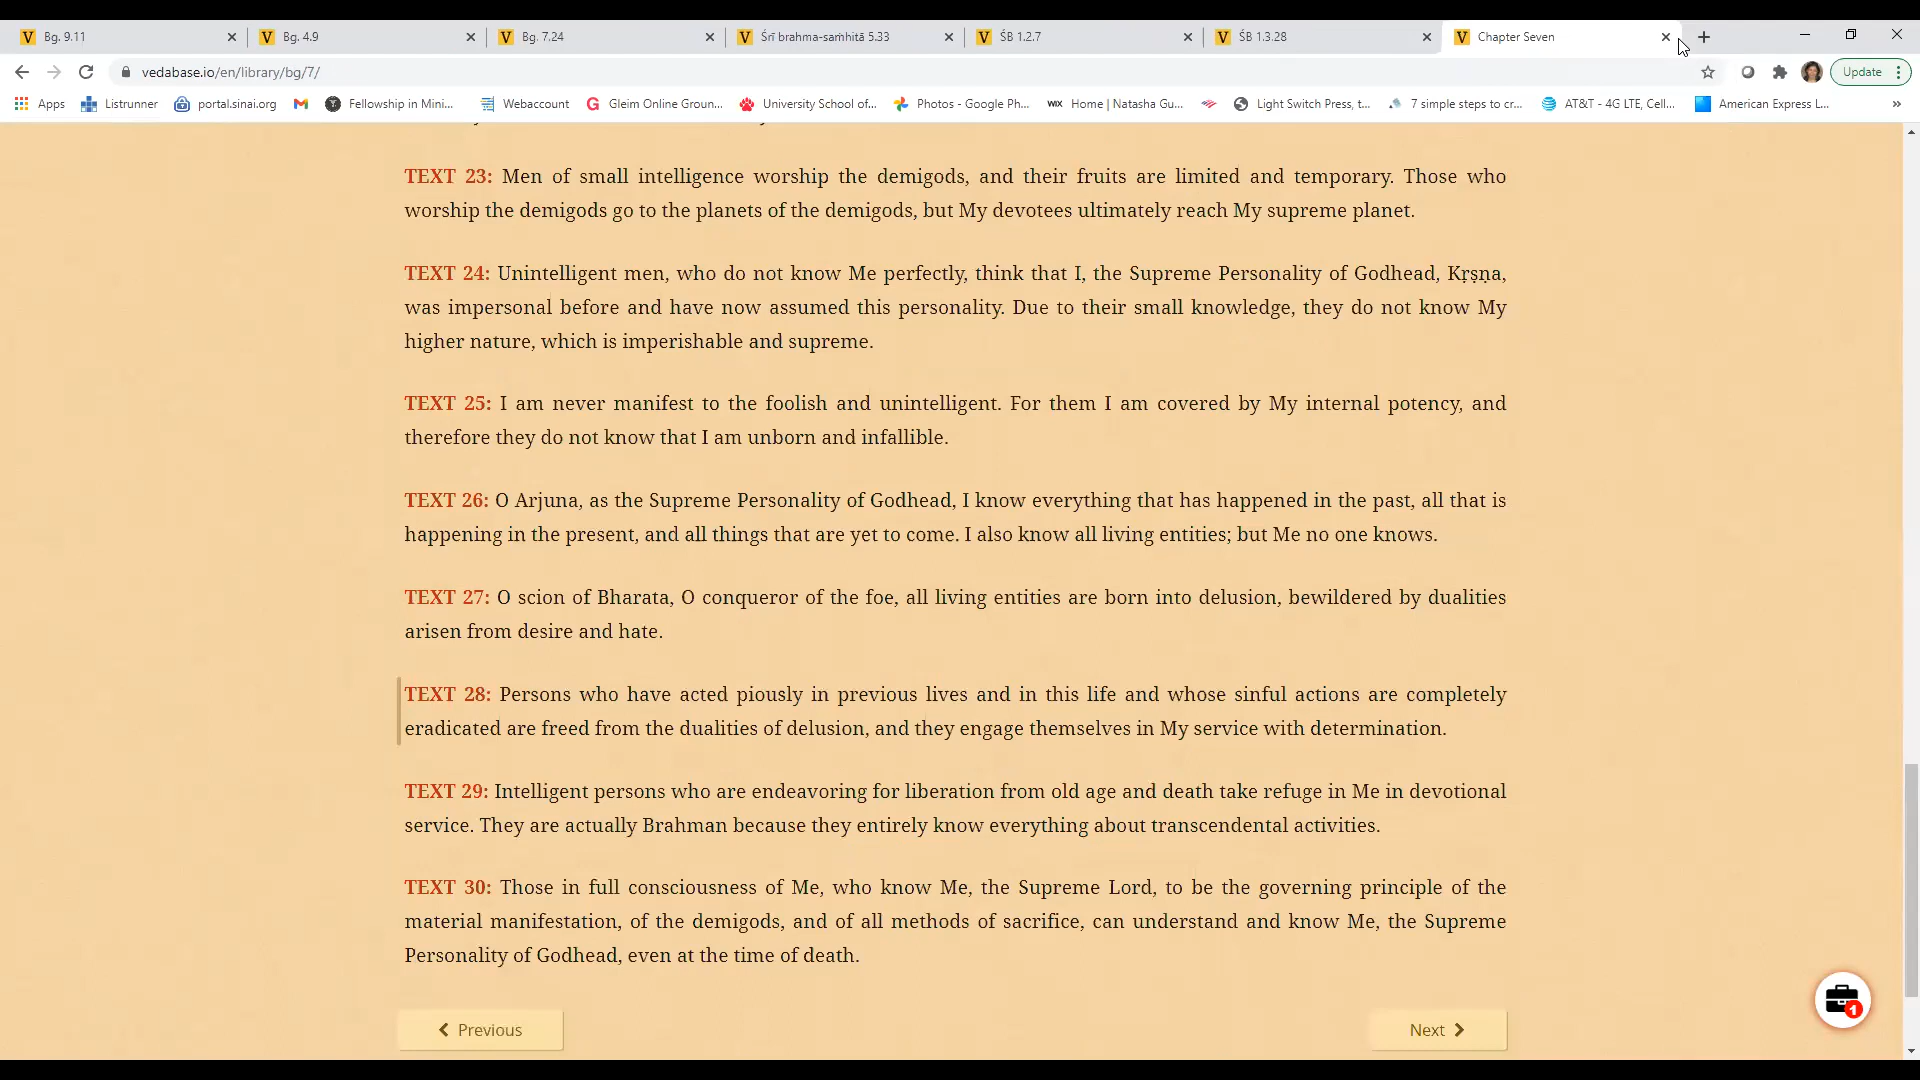 Bg. 9.11
Bg. 4.9
Bg. 7.24
Śrī brahma-saṁhitā 5.33
ŚB 1.2.7
ŚB 1.3.28
Chapter Seven
vedabase.io/en/library/bg/7/
Update
Apps
Listrunner
portal.sinai.org
Fellowship in Mini...
Webaccount
Gleim Online Groun...
University School of...
Photos - Google Ph...
WIX Home | Natasha Gu...
Light Switch Press, t...
7 simple steps to cr...
AT&T - 4G LTE, Cell...
American Express L...
»
TEXT 23: Men of small intelligence worship the demigods, and their fruits are limited and temporary. Those who
worship the demigods go to the planets of the demigods, but My devotees ultimately reach My supreme planet.
TEXT 24: Unintelligent men, who do not know Me perfectly, think that I, the Supreme Personality of Godhead, Kṛṣṇa,
was impersonal before and have now assumed this personality. Due to their small knowledge, they do not know My
higher nature, which is imperishable and supreme.
TEXT 25: I am never manifest to the foolish and unintelligent. For them I am covered by My internal potency, and
therefore they do not know that I am unborn and infallible.
TEXT 26: O Arjuna, as the Supreme Personality of Godhead, I know everything that has happened in the past, all that is
happening in the present, and all things that are yet to come. I also know all living entities; but Me no one knows.
TEXT 27: O scion of Bharata, O conqueror of the foe, all living entities are born into delusion, bewildered by dualities
arisen from desire and hate.
TEXT 28: Persons who have acted piously in previous lives and in this life and whose sinful actions are completely
eradicated are freed from the dualities of delusion, and they engage themselves in My service with determination.
TEXT 29: Intelligent persons who are endeavoring for liberation from old age and death take refuge in Me in devotional
service. They are actually Brahman because they entirely know everything about transcendental activities.
TEXT 30: Those in full consciousness of Me, who know Me, the Supreme Lord, to be the governing principle of the
material manifestation, of the demigods, and of all methods of sacrifice, can understand and know Me, the Supreme
Personality of Godhead, even at the time of death.
Previous
Next
1